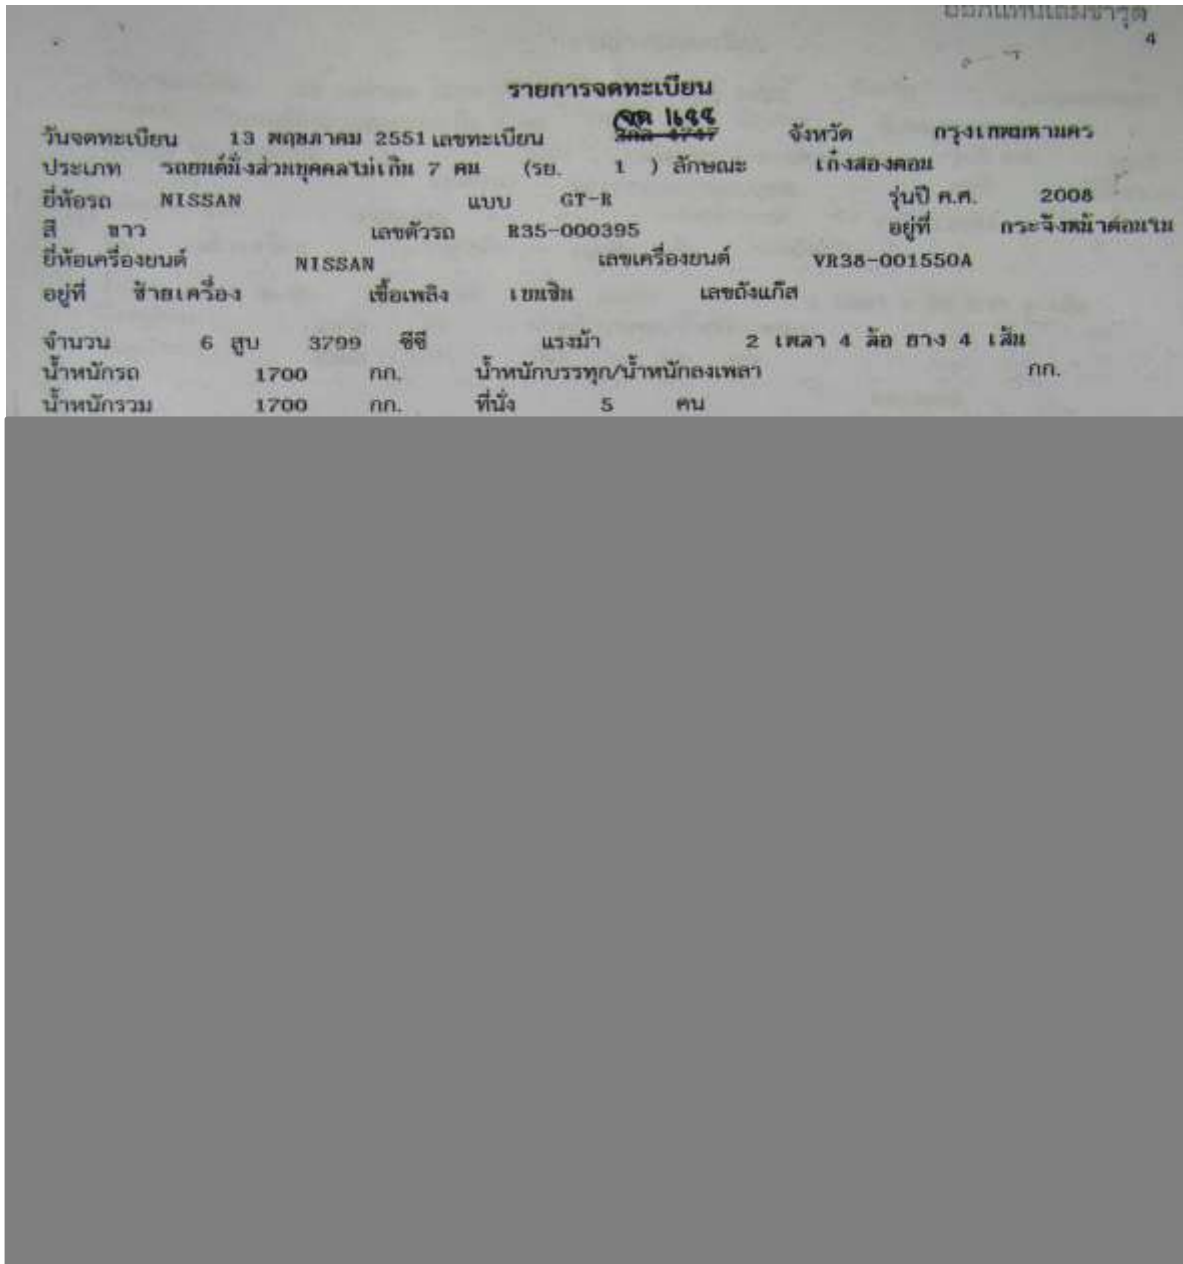 ออกแทนเล่มชำรุด
4
รายการจดทะเบียน
วันจดทะเบียน 13 พฤษภาคม 2551 เลขทะเบียน จังหวัด กรุงเทพมหานคร
ประเภท รถยนต์นั่งส่วนบุคคลไม่เกิน 7 คน (รย. 1 ) ลักษณะ เก๋งสองตอน
ยี่ห้อรถ NISSAN แบบ GT-R รุ่นปี ค.ศ. 2008
สี ขาว เลขตัวรถ R35-000395 อยู่ที่ กระจังหน้าตอนใน
ยี่ห้อเครื่องยนต์ NISSAN เลขเครื่องยนต์ VR38-001550A
อยู่ที่ ซ้ายเครื่อง เชื้อเพลิง เบนซิน เลขถังแก๊ส
จำนวน 6 สูบ 3799 ซีซี แรงม้า 2 เพลา 4 ล้อ ยาง 4 เส้น
น้ำหนักรถ 1700 กก. น้ำหนักบรรทุก/น้ำหนักลงเพลา กก.
น้ำหนักรวม 1700 กก. ที่นั่ง 5 คน